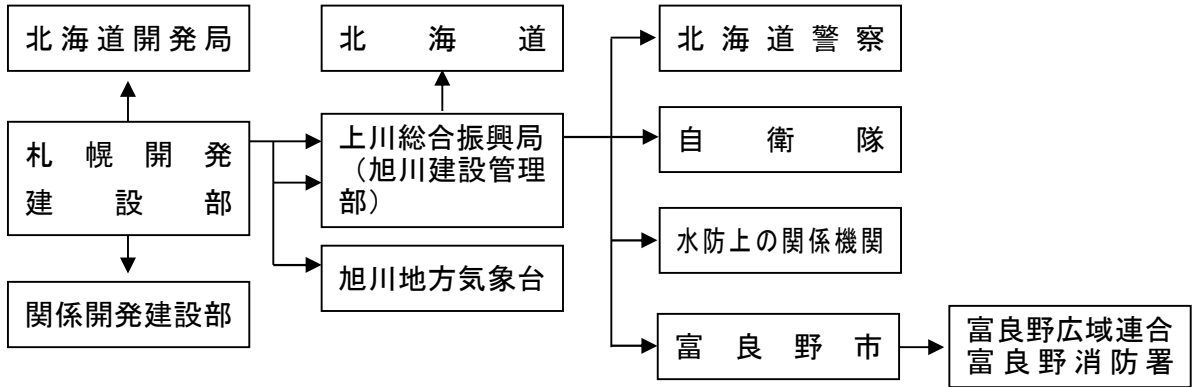 北海道開発局
北海道
北海道警察
札幌開発
建設部
上川総合振興局
（旭川建設管理
部）
自衛隊
水防上の関係機関
旭川地方気象台
関係開発建設部
富良野市
富良野広域連合
富良野消防署